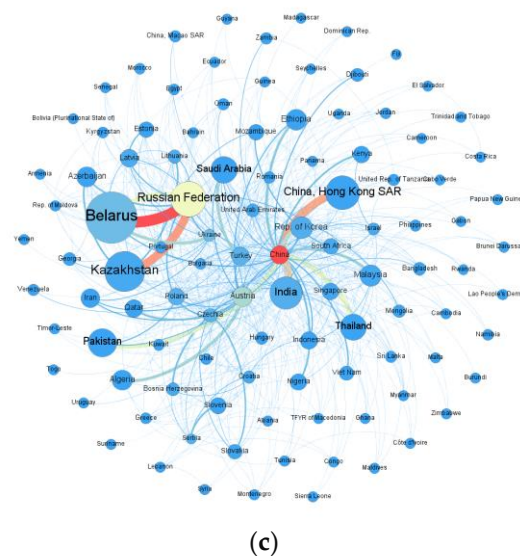 Guyana
Madagascar
China, Macao SAR
Zambia
Dominican Rep.
Fiji
Morocco
Ecuador
Seychelles
Djibouti
Senegal
Egypt
Guinea
El Salvador
Oman
Bolivia (Plurinational State of)
Estonia
Mozambique
Ethiopia
Uganda
Jordan
Trinidad and Tobago
Kyrgyzstan
Bahrain
Cameroon
Armenia
Latvia
Lithuania
Romania
Panama
Kenya
Costa Rica
Azerbaijan
Saudi Arabia
United Rep. of Tanzania
Cabo Verde
Rep. of Moldova
Russian Federation
China, Hong Kong SAR
Papua New Guinea
Belarus
United Arab Emirates
Rep. of Korea
Israel
Philippines
Gabon
Yemen
Portugal
Ukraine
South Africa
Brunei Darussa
Georgia
Kazakhstan
Bulgaria
Turkey
China
Bangladesh
Rwanda
Venezuela
Iran
Poland
Austria
India
Singapore
Malaysia
Lao People's Dem
Qatar
Mongolia
Cambodia
Timor-Leste
Czechia
Thailand
Namibia
Pakistan
Kuwait
Hungary
Indonesia
Sri Lanka
Malta
Togo
Algeria
Chile
Croatia
Viet Nam
Burundi
Uruguay
Bosnia Herzegovina
Nigeria
Myanmar
Slovenia
Albania
TFYR of Macedonia
Ghana
Zimbabwe
Suriname
Greece
Serbia
Côte d'Ivoire
Lebanon
Slovakia
Tunisia
Congo
Maldives
Syria
Montenegro
Sierra Leone
(c)